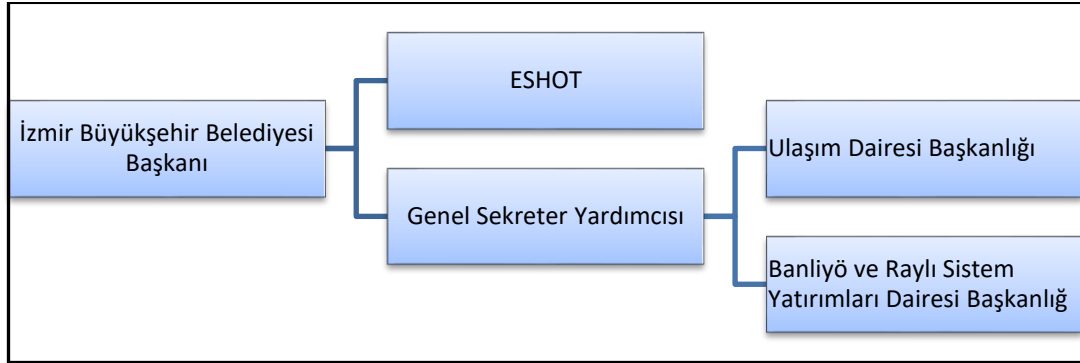 ESHOT
İzmir Büyükşehir Belediyesi
Başkanı
Ulaşım Dairesi Başkanlığı
Genel Sekreter Yardımcısı
Banliyö ve Raylı Sistem
Yatırımları Dairesi Başkanlığ